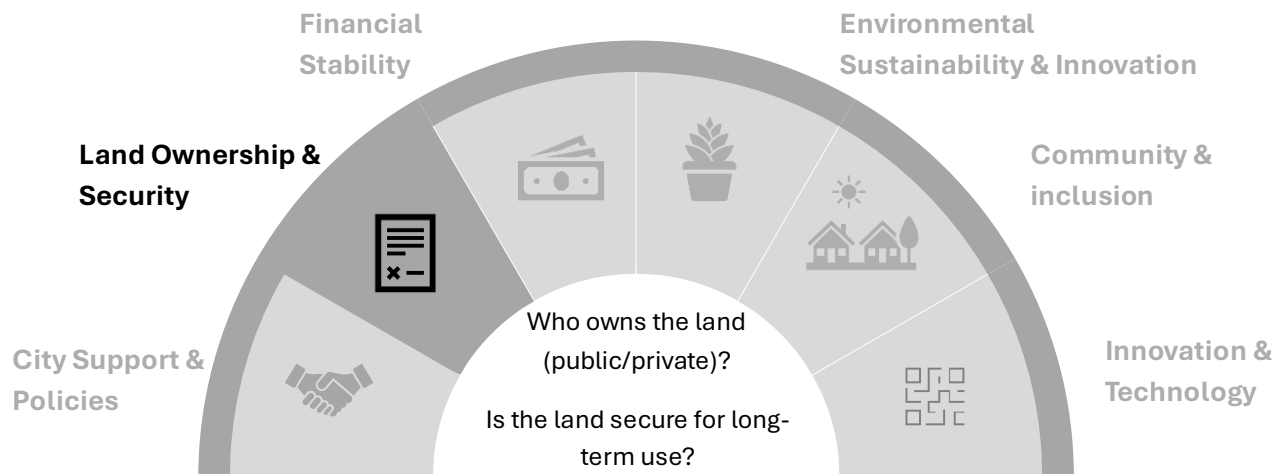 Financial
Stability
Environmental
Sustainability & Innovation
Land Ownership &
Security
Community &
inclusion
City Support &
Policies
Innovation &
Technology
Who owns the land
(public/private)?
Is the land secure for long-
term use?